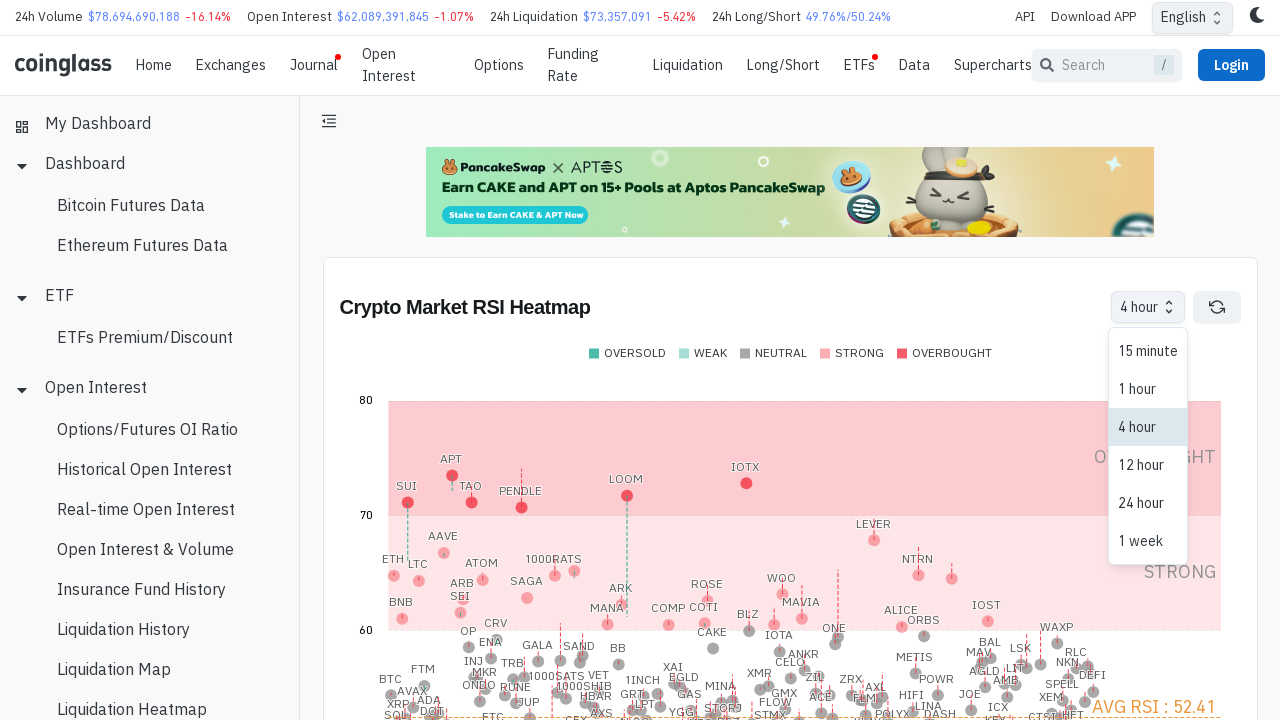 24h Volume $78,694,690,188 -16.14% Open Interest $62,089,391,845 -1.07% 24h Liquidation $73,357,091 -5.42% 24h Long/Short 49.76%/50.24% API Download APP English
coinglass Home Exchanges Journal Open Interest Options Funding Rate Liquidation Long/Short ETFs Data Supercharts Search / Login
My Dashboard
Dashboard
Bitcoin Futures Data
Ethereum Futures Data
ETF
ETFs Premium/Discount
Open Interest
Options/Futures OI Ratio
Historical Open Interest
Real-time Open Interest
Open Interest & Volume
Insurance Fund History
Liquidation History
Liquidation Map
Liquidation Heatmap
PancakeSwap × APTOS
Earn CAKE and APT on 15+ Pools at Aptos PancakeSwap
Stake to Earn CAKE & APT Now
Crypto Market RSI Heatmap
4 hour
15 minute
1 hour
4 hour
12 hour
24 hour
1 week
OVERSOLD WEAK NEUTRAL STRONG OVERBOUGHT
80
APT IOTX
SUI TAO PENDLE LOOM
70
LEVER
AAVE
ETH LTC ATOM 1000RATS NTRN
STRONG
ARB SAGA ARK ROSE WOO
SEI
BNB MANA COMP COTI BLZ MAVIA ALICE ORBS IOST
60
OP CRV CAKE IOTA ONE WAXP
ENA GALA SAND BB ANKR BAL LSK
INJ TRB XAI CELO METIS MAV RLC
FTM MKR 1000SATS VET EGLD XMR ZIL AGLD LIT NKN DEFI
BTC ONDO RUNE 1000SHIB 1INCH MINA ZRX POWR AMB SPELL
AVAX HBAR GRT GAS GMX ACE AXL HIFI JOE XEM
XRP ADA JUP LPT STORJ FLOW FLM LINA ICX
SOL DOT ETC CFX AXS YGG STMX POLYX DASH KEY CTSI HFT
AVG RSI : 52.41